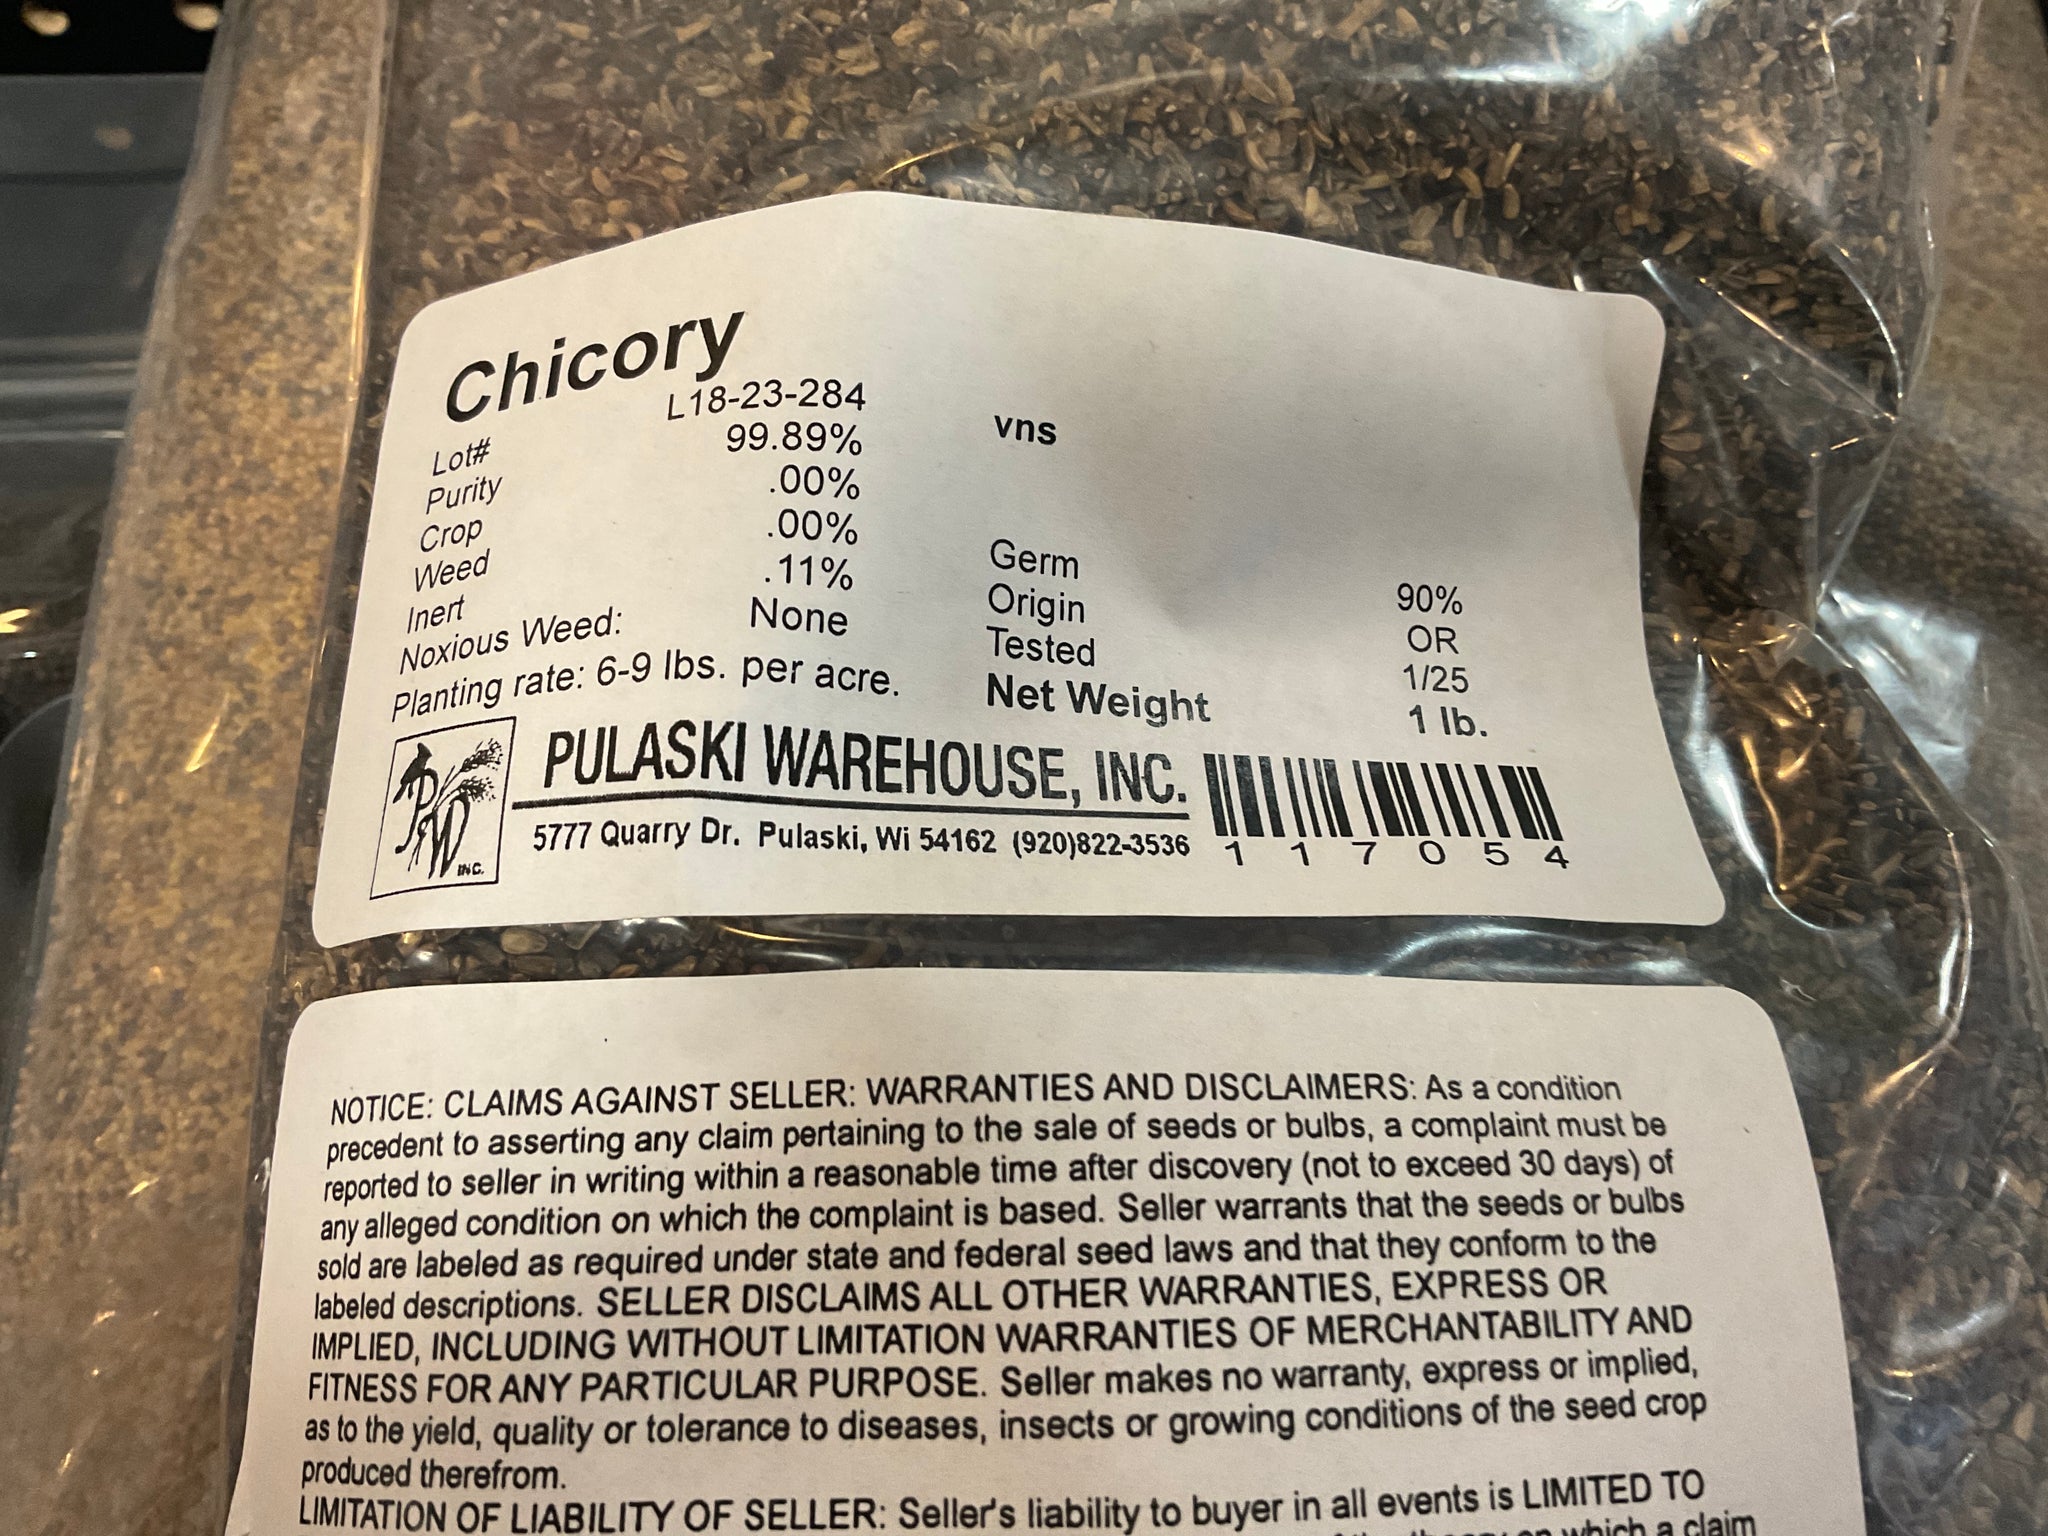 Chicory
Lot# L18-23-284 vns
Purity 99.89%
Crop .00%
Weed .00% Germ 90%
Inert .11% Origin OR
Noxious Weed: None Tested 1/25
Planting rate: 6-9 lbs. per acre. Net Weight 1 lb.
PW INC.
PULASKI WAREHOUSE, INC.
5777 Quarry Dr. Pulaski, Wi 54162 (920)822-3536
117054
NOTICE: CLAIMS AGAINST SELLER: WARRANTIES AND DISCLAIMERS: As a condition
precedent to asserting any claim pertaining to the sale of seeds or bulbs, a complaint must be
reported to seller in writing within a reasonable time after discovery (not to exceed 30 days) of
any alleged condition on which the complaint is based. Seller warrants that the seeds or bulbs
sold are labeled as required under state and federal seed laws and that they conform to the
labeled descriptions. SELLER DISCLAIMS ALL OTHER WARRANTIES, EXPRESS OR
IMPLIED, INCLUDING WITHOUT LIMITATION WARRANTIES OF MERCHANTABILITY AND
FITNESS FOR ANY PARTICULAR PURPOSE. Seller makes no warranty, express or implied,
as to the yield, quality or tolerance to diseases, insects or growing conditions of the seed crop
produced therefrom.
LIMITATION OF LIABILITY OF SELLER: Seller's liability to buyer in all events is LIMITED TO
on which a claim